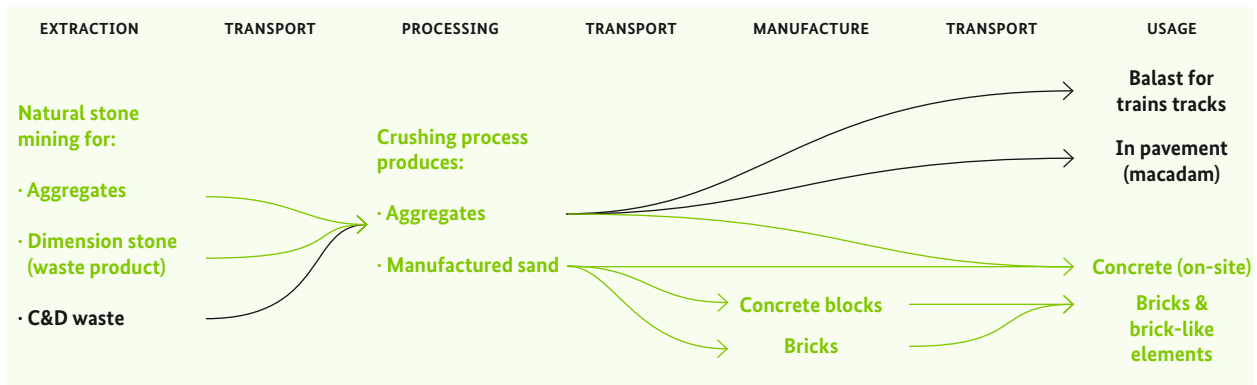 EXTRACTION TRANSPORT PROCESSING TRANSPORT MANUFACTURE TRANSPORT USAGE
Natural stone
mining for:
· Aggregates
· Dimension stone
(waste product)
· C&D waste
Crushing process
produces:
· Aggregates
· Manufactured sand
Concrete blocks
Bricks
Balast for
trains tracks
In pavement
(macadam)
Concrete (on-site)
Bricks &
brick-like
elements